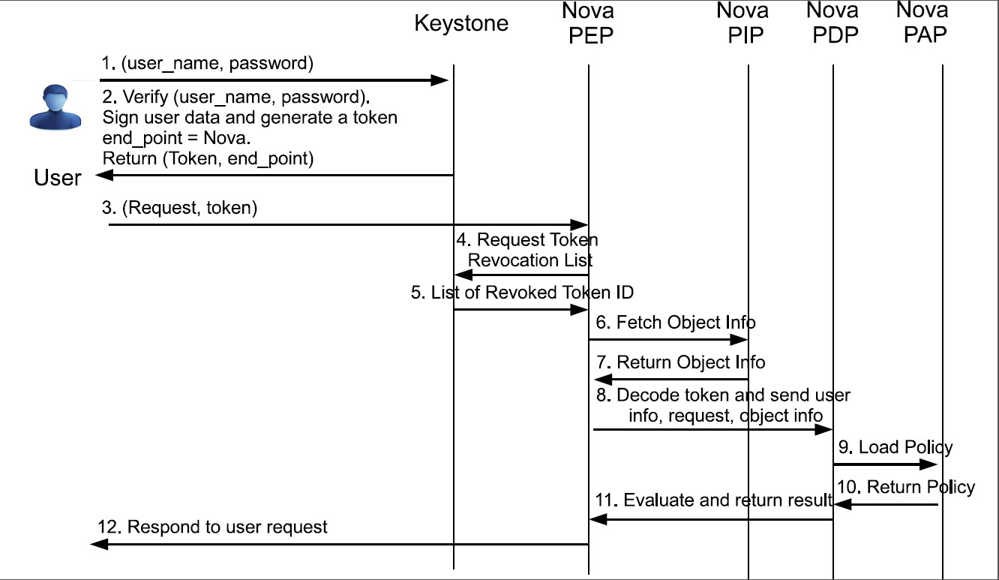 Keystone
Nova
PEP
Nova
PIP
Nova
PDP
Nova
PAP
1. (user_name, password)
2. Verify (user_name, password).
Sign user data and generate a token
end_point = Nova.
Return (Token, end_point)
User
3. (Request, token)
4. Request Token
Revocation List
5. List of Revoked Token ID
6. Fetch Object Info
7. Return Object Info
8. Decode token and send user
info, request, object info
9. Load Policy
10. Return Policy
11. Evaluate and return result
12. Respond to user request